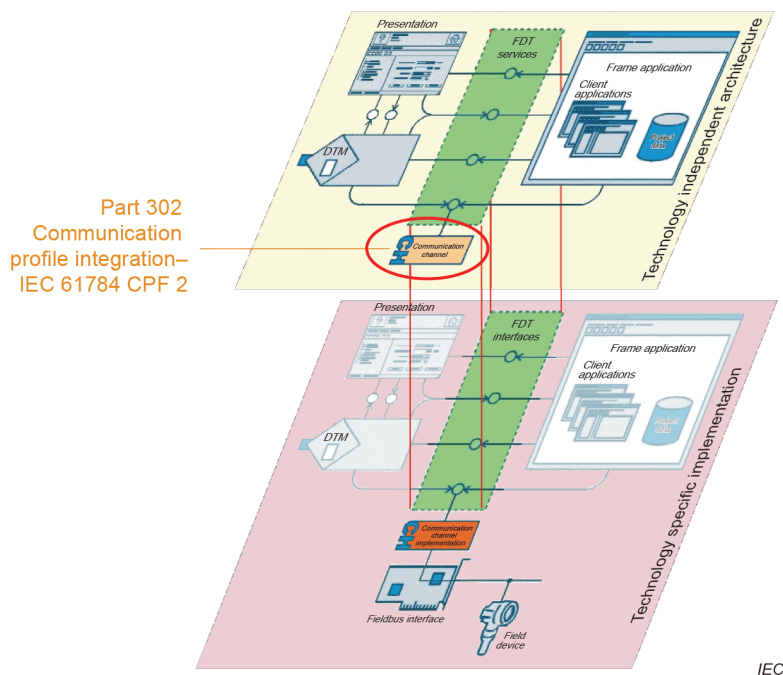 Presentation
FDT
services
Frame application
Client
applications
Project
data
DTM
Technology independent architecture
Part 302
Communication
profile integration–
IEC 61784 CPF 2
CH
Communication
channel
Presentation
FDT
interfaces
Frame application
Client
applications
Project
data
DTM
Technology specific implementation
CH
Communication
channel
implementation
Fieldbus interface
Field
device
IEC